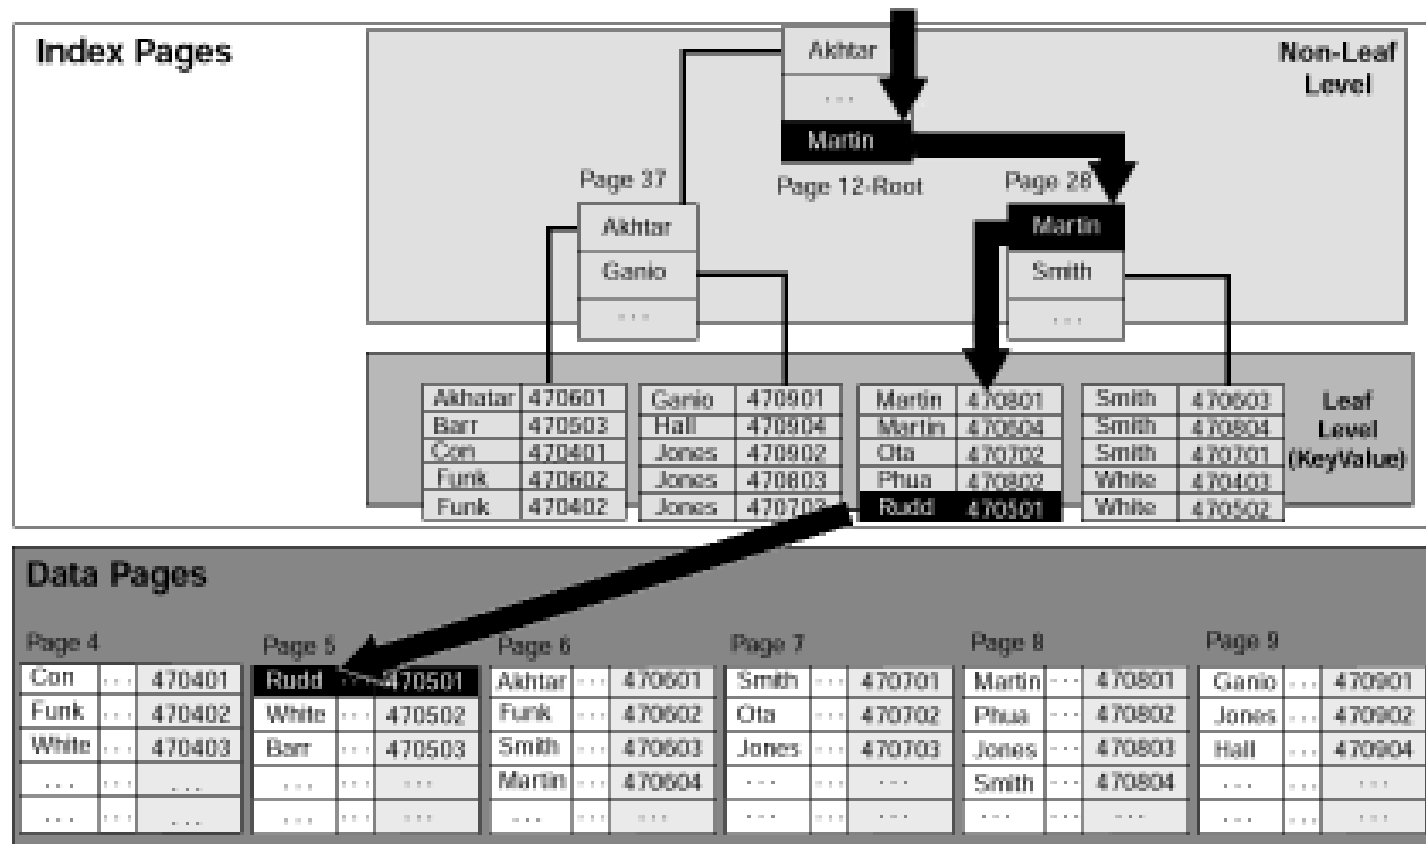 Index Pages
Non-Leaf
Level
Akhtar
...
Martin
Page 12-Root
Page 37
Akhtar
Ganio
...
Page 28
Martin
Smith
...
Akhatar 470601
Barr 470503
Con 470401
Funk 470602
Funk 470402
Ganio 470901
Hall 470904
Jones 470902
Jones 470803
Jones 470703
Martin 470801
Martin 470604
Ota 470702
Phua 470802
Rudd 470501
Smith 470603
Smith 470804
Smith 470701
White 470403
White 470502
Leaf
Level
(KeyValue)
Data Pages
Page 4
Con ... 470401
Funk ... 470402
White ... 470403
... ... ...
... ... ...
Page 5
Rudd ... 470501
White ... 470502
Barr ... 470503
... ... ...
... ... ...
Page 6
Akhtar ... 470601
Funk ... 470602
Smith ... 470603
Martin ... 470604
... ... ...
Page 7
Smith ... 470701
Ota ... 470702
Jones ... 470703
... ... ...
... ... ...
Page 8
Martin ... 470801
Phua ... 470802
Jones ... 470803
Smith ... 470804
... ... ...
Page 9
Ganio ... 470901
Jones ... 470902
Hall ... 470904
... ... ...
... ... ...